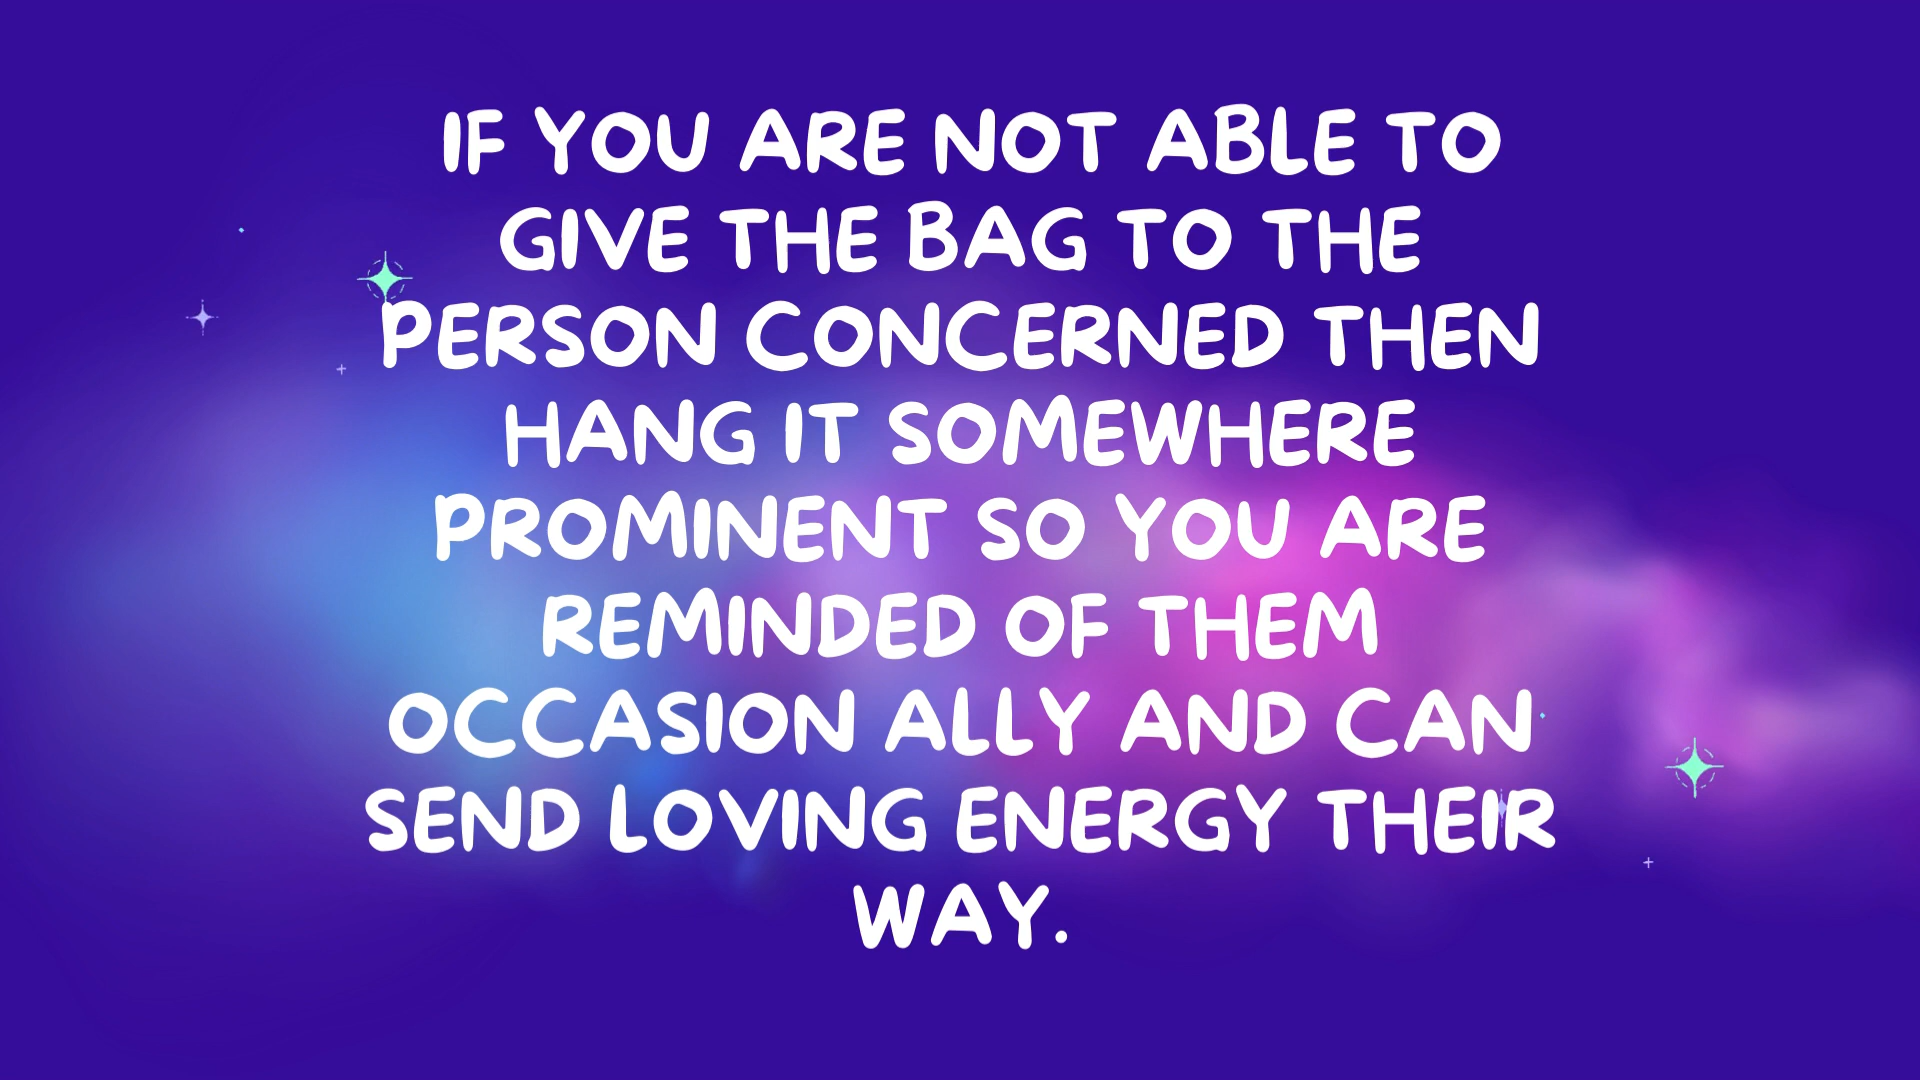 IF YOU ARE NOT ABLE TO
GIVE THE BAG TO THE
PERSON CONCERNED THEN
HANG IT SOMEWHERE
PROMINENT SO YOU ARE
REMINDED OF THEM
OCCASION ALLY AND CAN
SEND LOVING ENERGY THEIR
WAY.